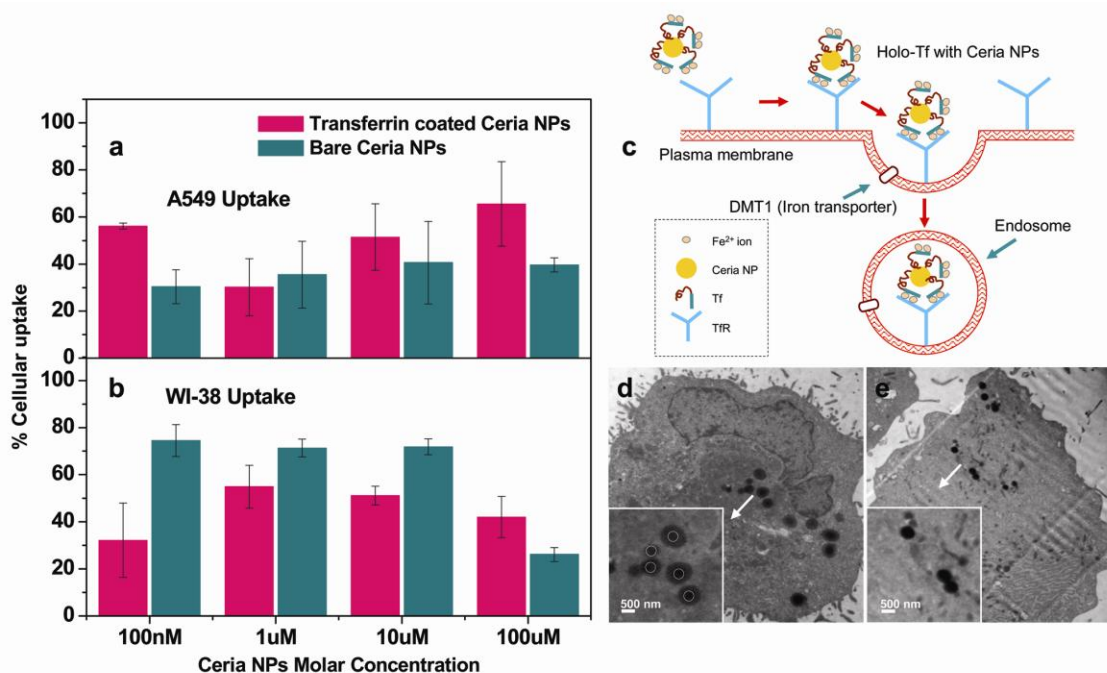 % Cellular uptake
100
80
60
40
20
0
a
Transferrin coated Ceria NPs
Bare Ceria NPs
A549 Uptake
80
60
40
20
0
b
WI-38 Uptake
100nM 1uM 10uM 100uM
Ceria NPs Molar Concentration
c
Holo-Tf with Ceria NPs
Plasma membrane
DMT1 (Iron transporter)
Endosome
Fe²⁺ ion
Ceria NP
Tf
TfR
d
500 nm
e
500 nm